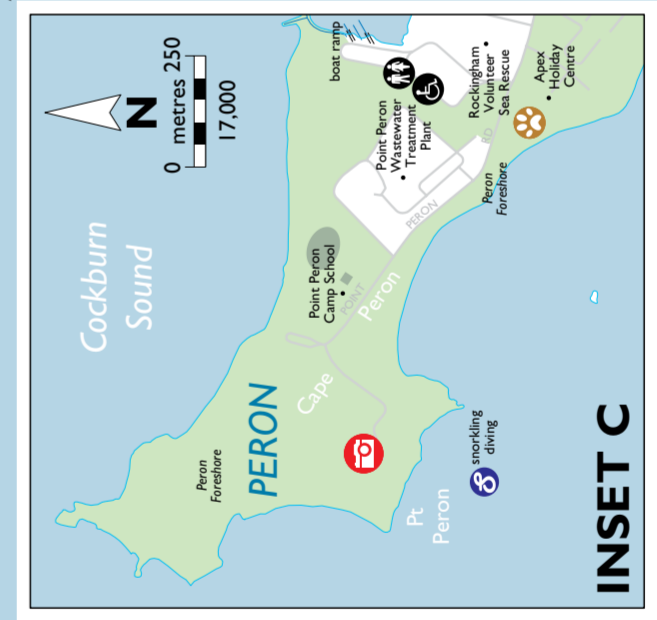 N
0 metres 250
17,000
Cockburn
Sound
boat ramp
Rockingham
Volunteer
Sea Rescue
Apex
Holiday
Centre
Point Peron
Wastewater
Treatment
Plant
Peron
Foreshore
RD
PERON
POINT
Point Peron
Camp School
Cape
Peron
PERON
Peron
Foreshore
Pt
Peron
snorkling
diving
INSET C